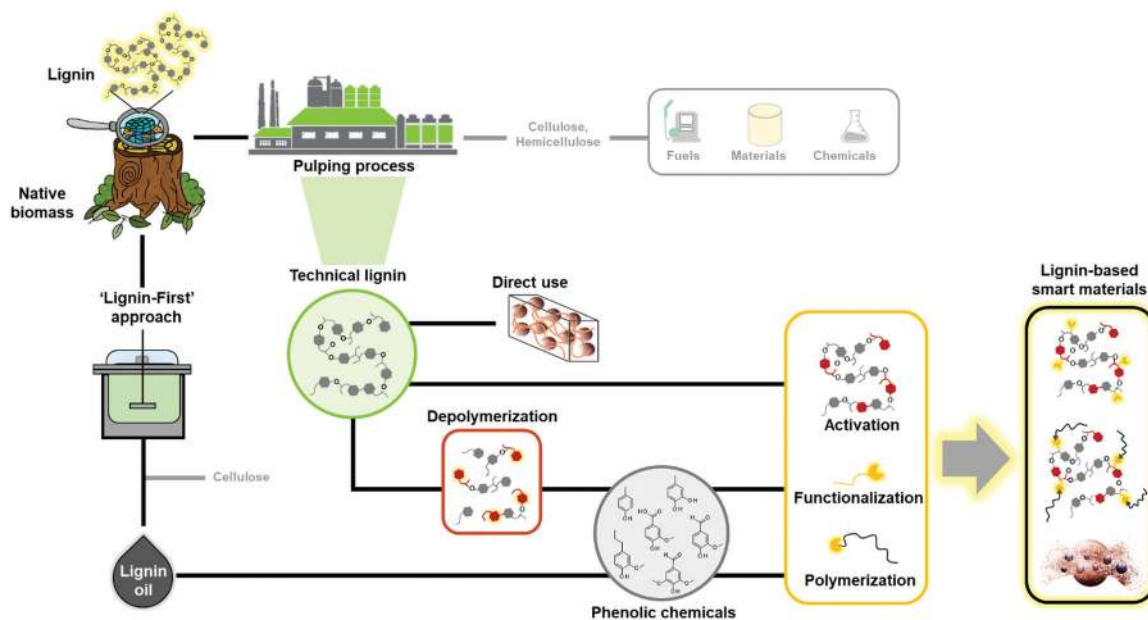 Lignin
Native
biomass
Pulping process
Cellulose,
Hemicellulose
Fuels
Materials
Chemicals
'Lignin-First'
approach
Cellulose
Lignin
oil
Technical lignin
Direct use
Depolymerization
Phenolic chemicals
Activation
Functionalization
Polymerization
Lignin-based
smart materials